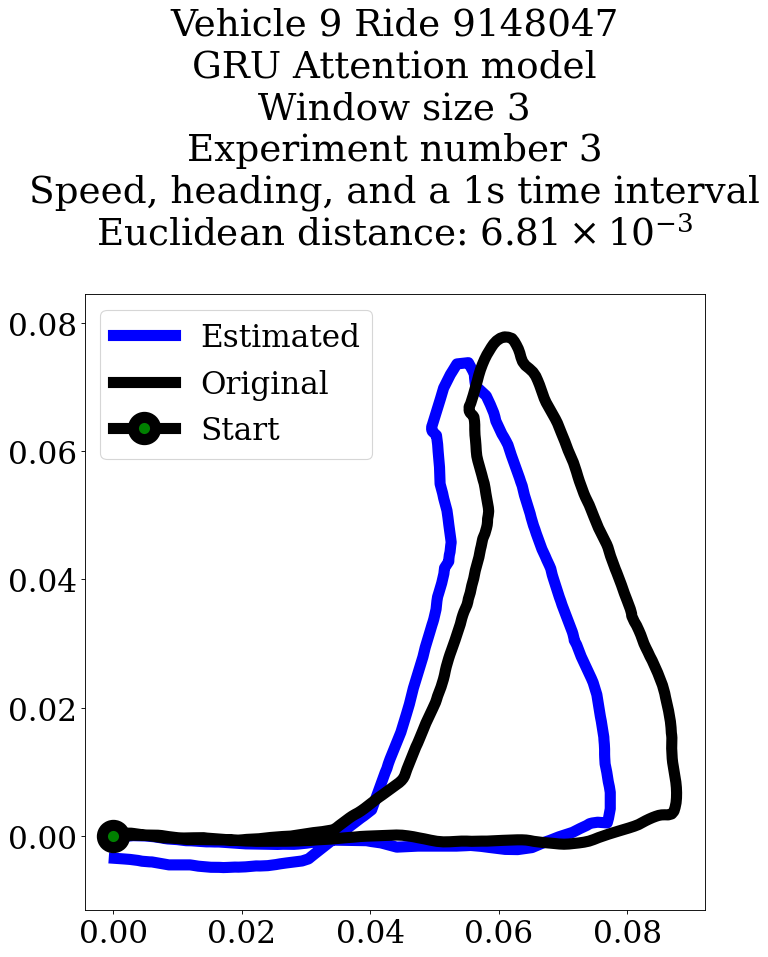 Vehicle 9 Ride 9148047
GRU Attention model
Window size 3
Experiment number 3
Speed, heading, and a 1s time interval
Euclidean distance: 6.81 × 10⁻³
Estimated
Original
Start
0.08
0.06
0.04
0.02
0.00
0.00 0.02 0.04 0.06 0.08